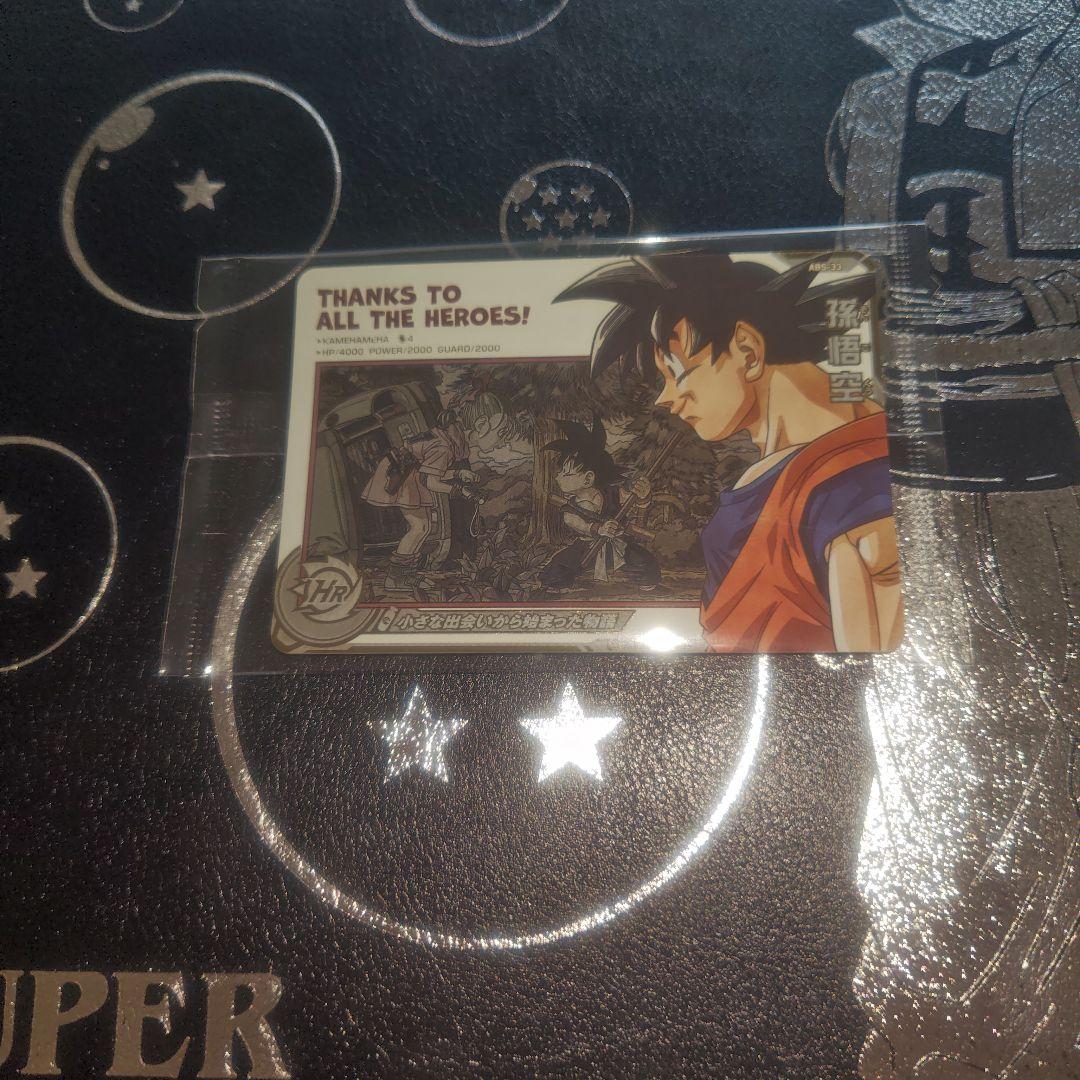 THANKS TO
ALL THE HEROES!
KAMEHAMEHA 4
HP/4000 POWER/2000 GUARD/2000
ABS-33
孫悟空
HR
小さな出会いから始まった物語
UPER